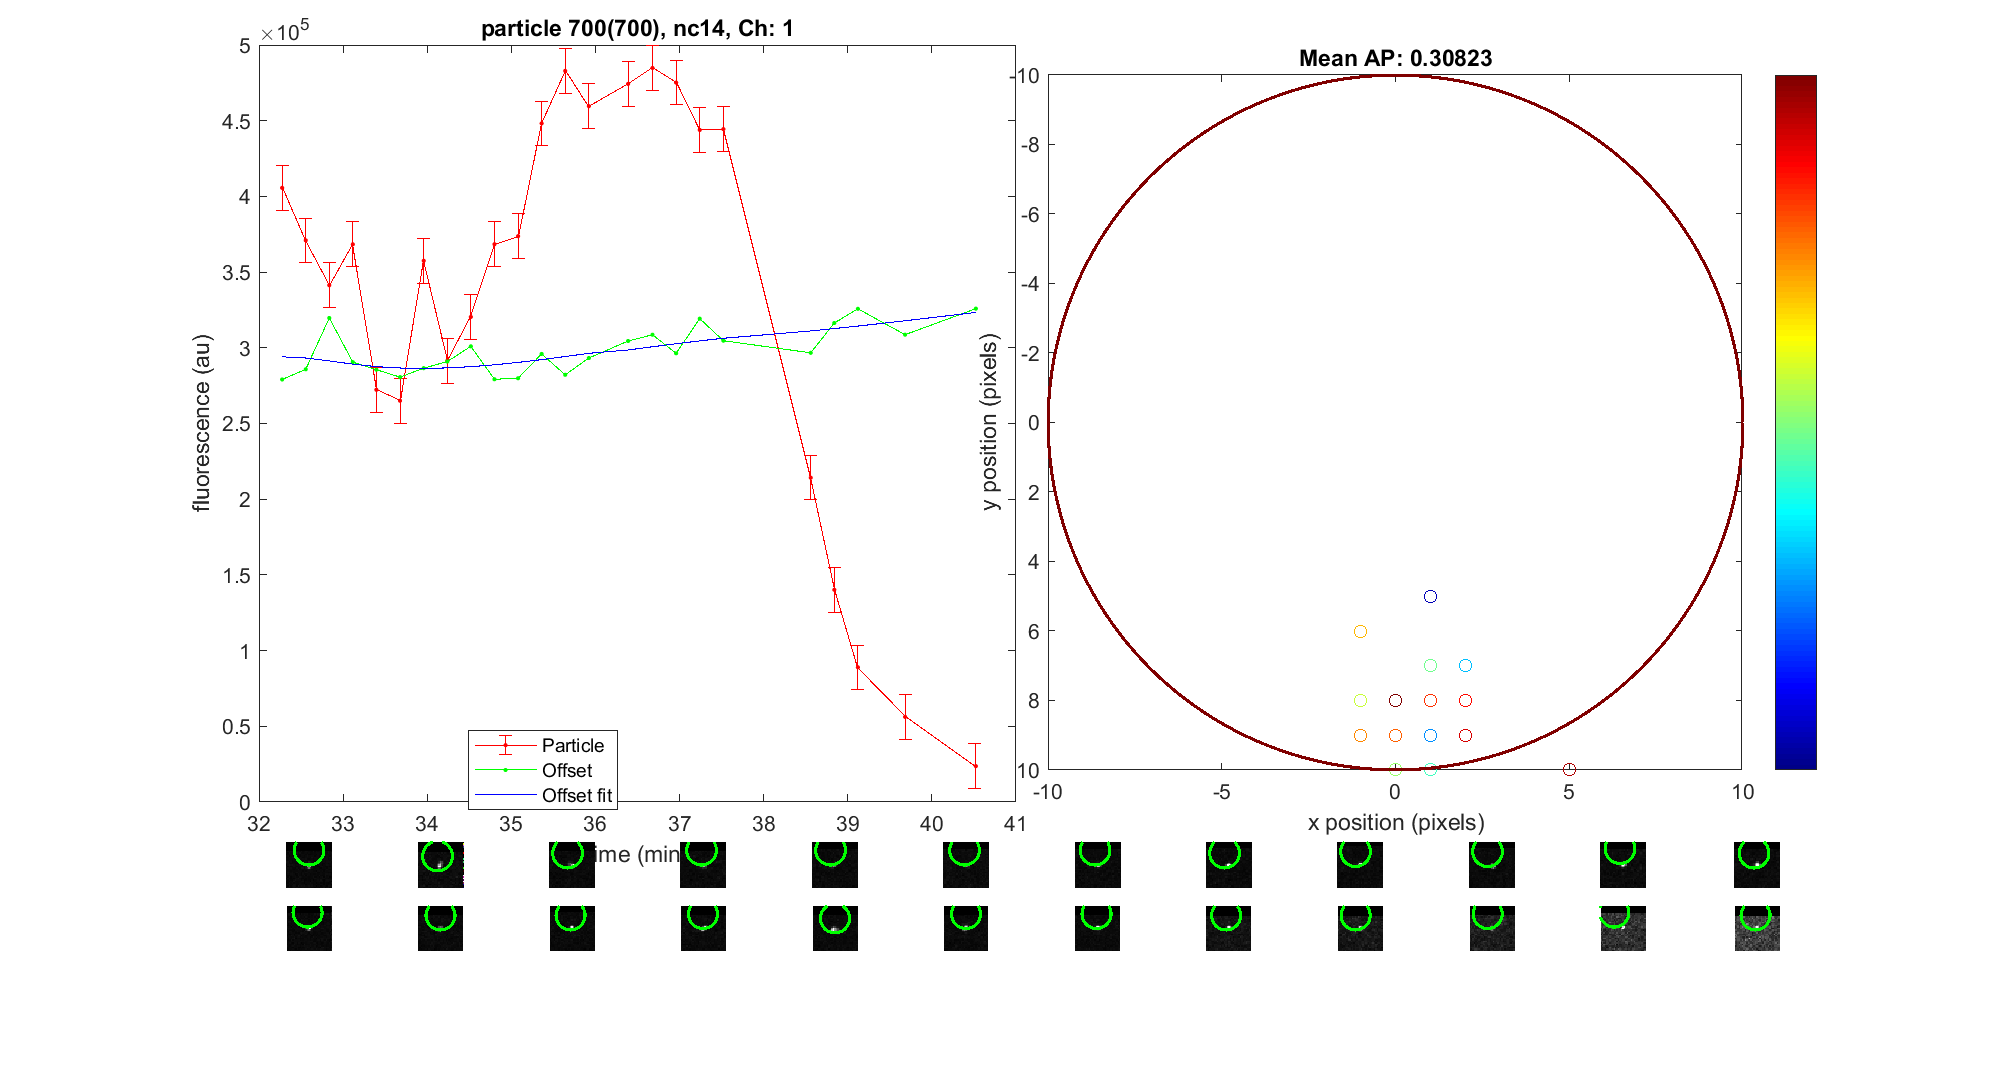 particle 700(700), nc14, Ch: 1
×10^5
5
4.5
4
3.5
3
2.5
2
1.5
1
0.5
0
fluorescence (au)
32 33 34 35 36 37 38 39 40 41
ime (min
Particle
Offset
Offset fit
Mean AP: 0.30823
-10
-8
-6
-4
-2
0
2
4
6
8
10
y position (pixels)
-10 -5 0 5 10
x position (pixels)